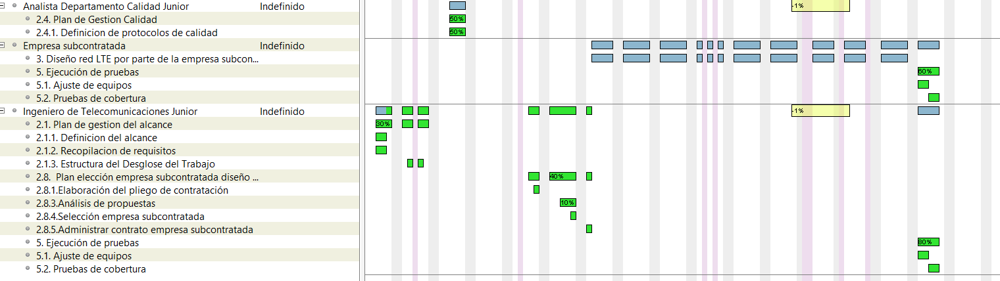 Analista Departamento Calidad Junior Indefinido -1%
2.4. Plan de Gestion Calidad 50%
2.4.1. Definicion de protocolos de calidad 50%
Empresa subcontratada Indefinido
3. Diseño red LTE por parte de la empresa subcon...
5. Ejecución de pruebas 60%
5.1. Ajuste de equipos
5.2. Pruebas de cobertura
Ingeniero de Telecomunicaciones Junior Indefinido -1%
2.1. Plan de gestion del alcance 30%
2.1.1. Definicion del alcance
2.1.2. Recopilacion de requisitos
2.1.3. Estructura del Desglose del Trabajo
2.8. Plan elección empresa subcontratada diseño ... 40%
2.8.1.Elaboración del pliego de contratación
2.8.3.Análisis de propuestas 10%
2.8.4.Selección empresa subcontratada
2.8.5.Administrar contrato empresa subcontratada
5. Ejecución de pruebas 80%
5.1. Ajuste de equipos
5.2. Pruebas de cobertura